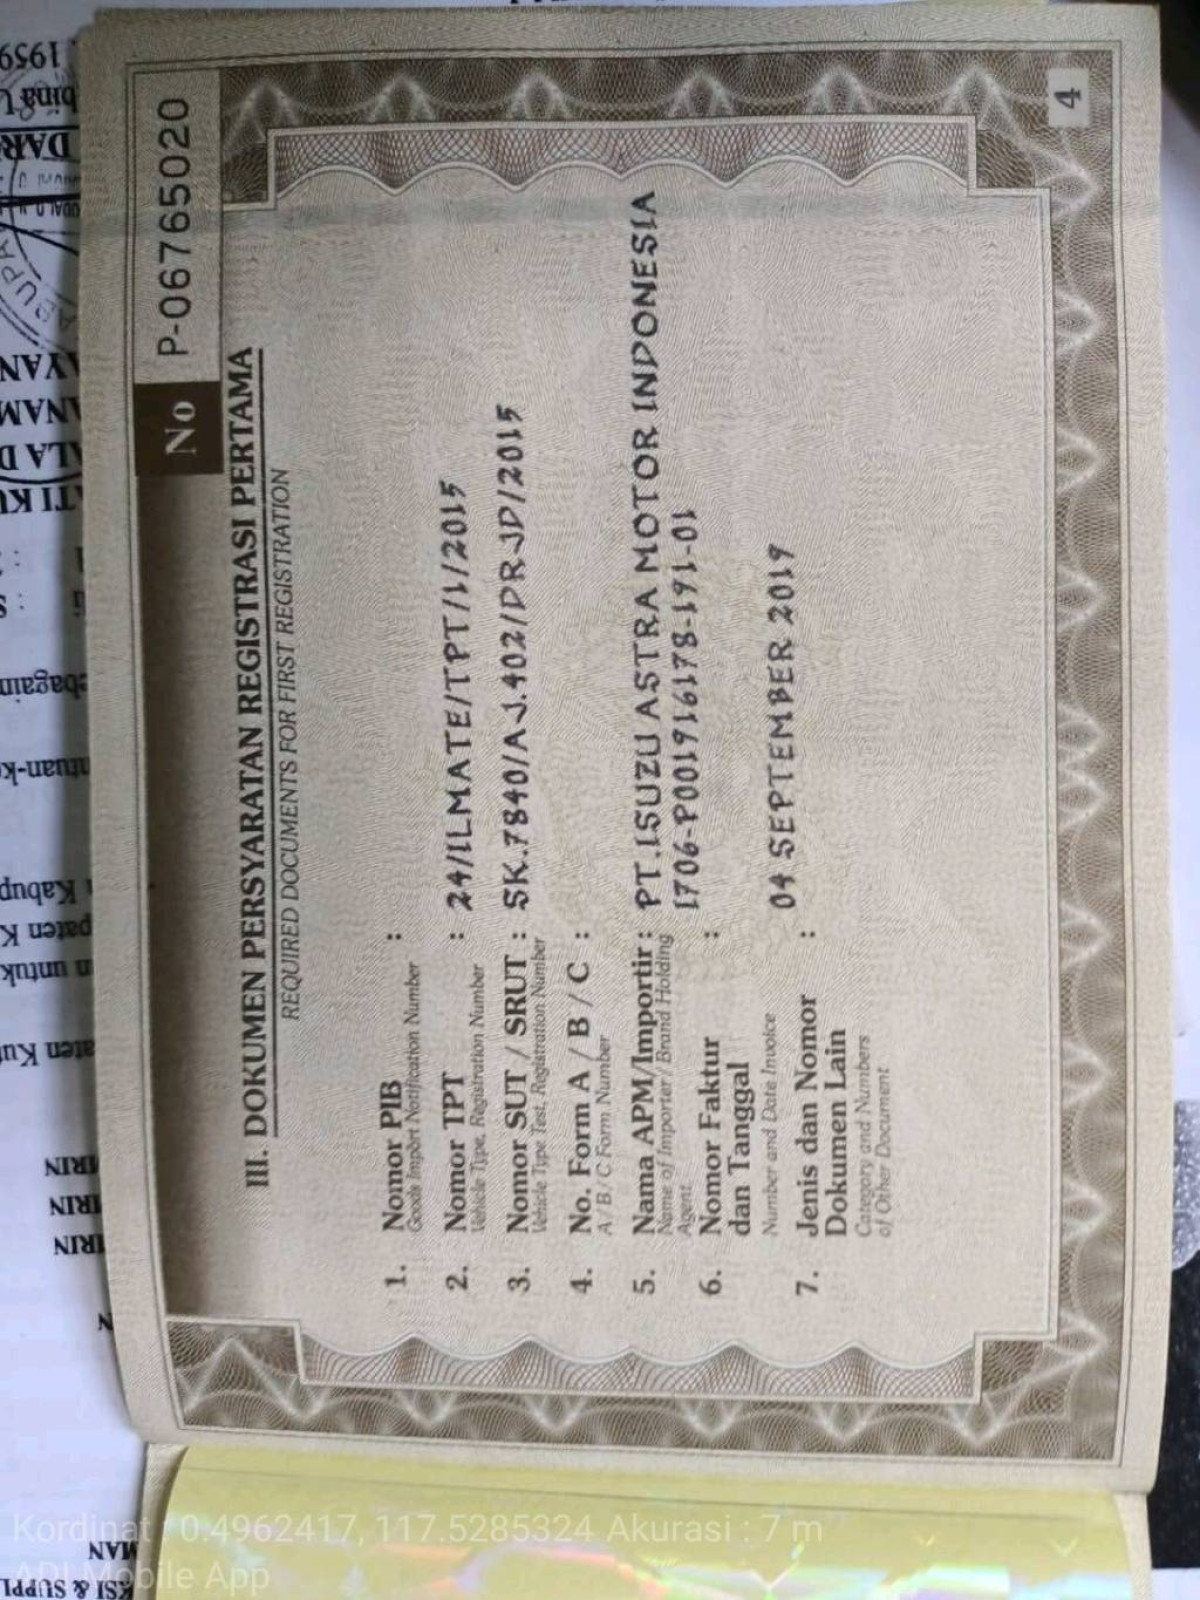 No P-06765020
III. DOKUMEN PERSYARATAN REGISTRASI PERTAMA
REQUIRED DOCUMENTS FOR FIRST REGISTRATION
1. Nomor PIB :
Goods Import Notification Number
2. Nomor TPT : 24/ILMATE/TPT/1/2015
Vehicle Type, Registration Number
3. Nomor SUT / SRUT : SK.7840/AJ.402/DRJD/2015
Vehicle Type Test, Registration Number
4. No. Form A / B / C :
A / B / C Form Number
5. Nama APM/Importir : PT.ISUZU ASTRA MOTOR INDONESIA
Name of Importer / Brand Holding
Agent
1706-P001916178-191-01
6. Nomor Faktur :
dan Tanggal
Number and Date Invoice
04 SEPTEMBER 2019
7. Jenis dan Nomor :
Dokumen Lain
Category and Numbers
of Other Document
4
Kordinat : 0.4962417, 117.5285324 Akurasi : 7 m
ADI Mobile App